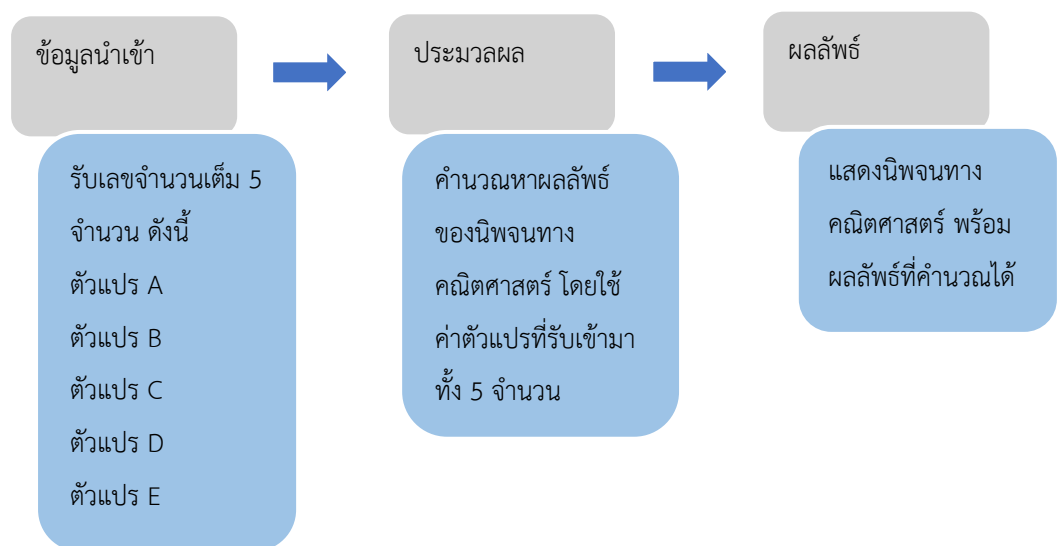 ข้อมูลนำเข้า
รับเลขจำนวนเต็ม 5
จำนวน ดังนี้
ตัวแปร A
ตัวแปร B
ตัวแปร C
ตัวแปร D
ตัวแปร E
ประมวลผล
คำนวณหาผลลัพธ์
ของนิพจนทาง
คณิตศาสตร์ โดยใช้
ค่าตัวแปรที่รับเข้ามา
ทั้ง 5 จำนวน
ผลลัพธ์
แสดงนิพจนทาง
คณิตศาสตร์ พร้อม
ผลลัพธ์ที่คำนวณได้